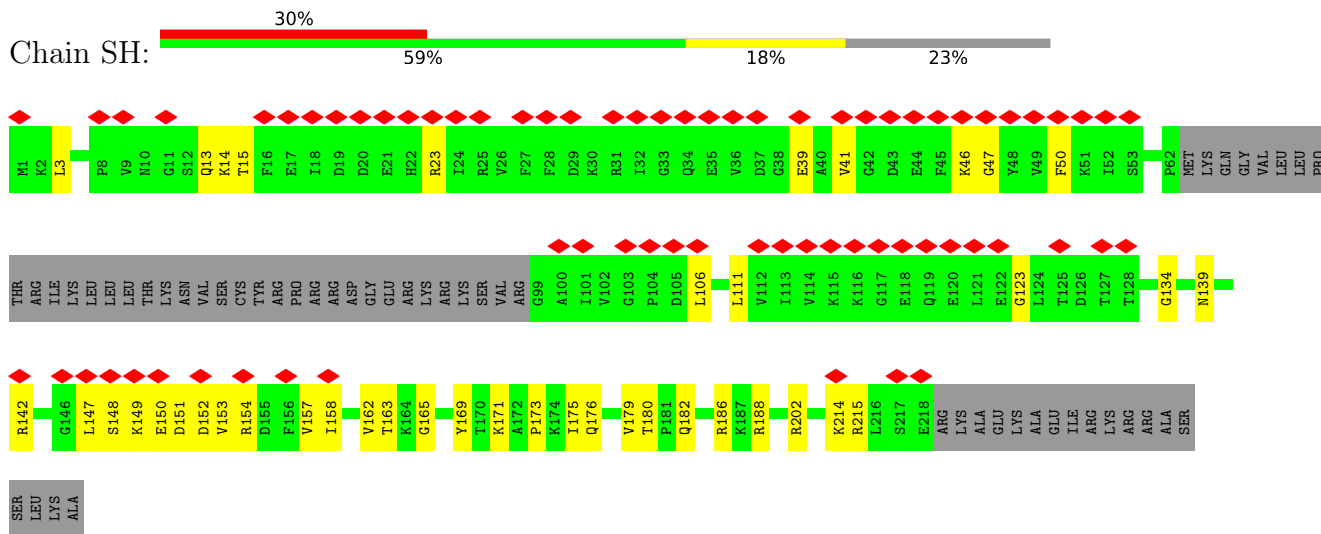 30%
Chain SH:
59% 18% 23%
M1 K2 L3 P8 V9 N10 G11 S12 Q13 K14 T15 F16 E17 I18 D19 D20 E21 H22 R23 I24 R25 V26 F27 F28 D29 K30 R31 I32 G33 Q34 E35 V36 D37 G38 E39 A40 V41 G42 D43 E44 F45 K46 G47 Y48 V49 F50 K51 I52 S53 P62 MET LYS GLN GLY VAL LEU LEU PRO
THR ARG ILE LYS LEU LEU LEU THR LYS ASN VAL SER CYS TYR ARG PRO ARG ARG ASP GLY GLU ARG LYS ARG LYS SER VAL ARG G99 A100 I101 V102 G103 P104 D105 L106 L111 V112 I113 V114 K115 K116 G117 E118 Q119 E120 L121 E122 G123 L124 T125 D126 T127 T128 G134 N139
R142 G146 L147 S148 K149 E150 D151 D152 V153 R154 D155 F156 V157 I158 V162 T163 K164 G165 Y169 T170 K171 A172 P173 K174 I175 Q176 V179 T180 P181 Q182 R186 K187 R188 R202 K214 R215 L216 S217 E218 ARG LYS ALA GLU LYS ALA GLU ILE ARG LYS ARG ARG ALA SER
SER LEU LYS ALA